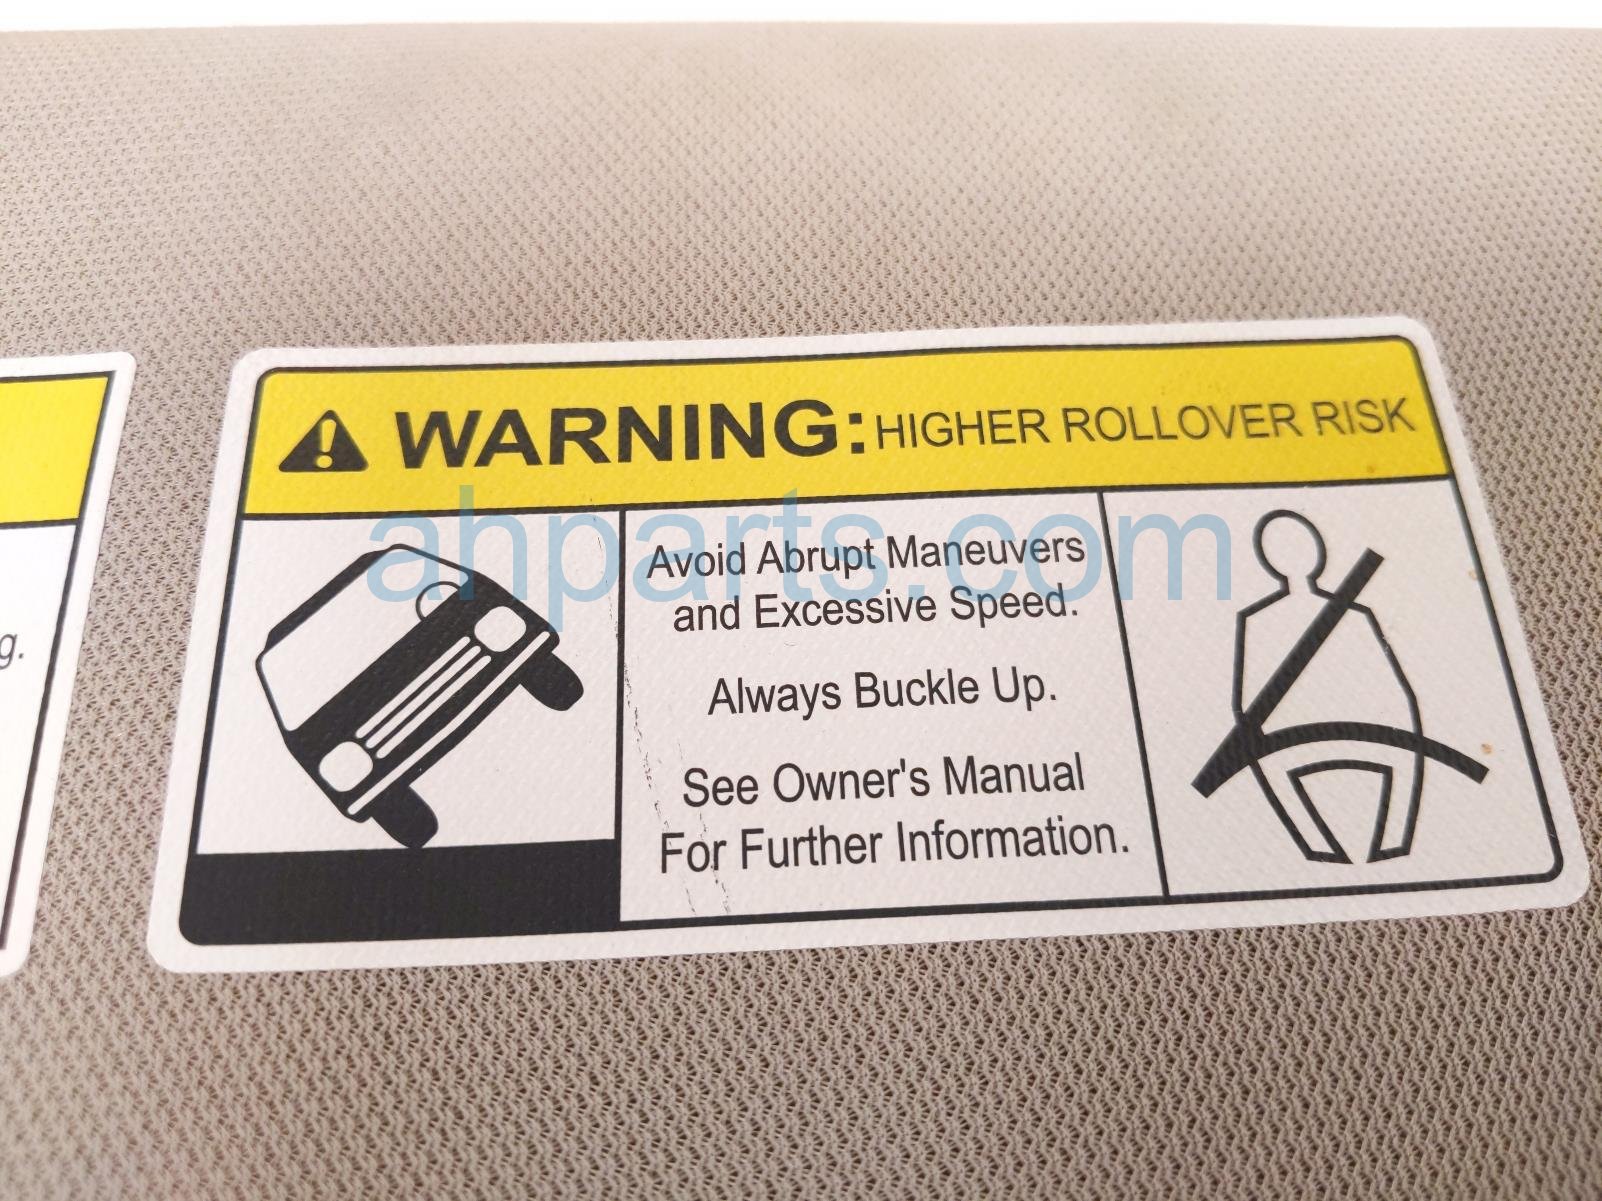 WARNING: HIGHER ROLLOVER RISK
Avoid Abrupt Maneuvers
and Excessive Speed.
Always Buckle Up.
See Owner's Manual
For Further Information.
g.
ahparts.com